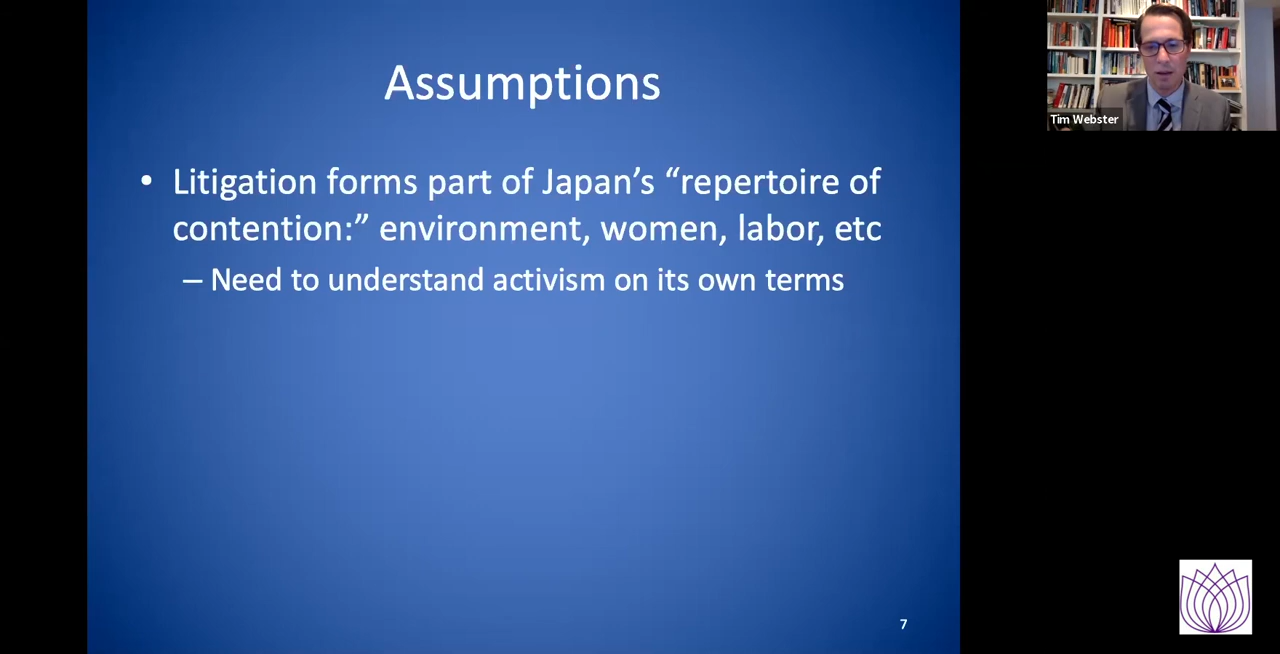 Assumptions
• Litigation forms part of Japan’s “repertoire of
contention:” environment, women, labor, etc
– Need to understand activism on its own terms
7
Tim Webster